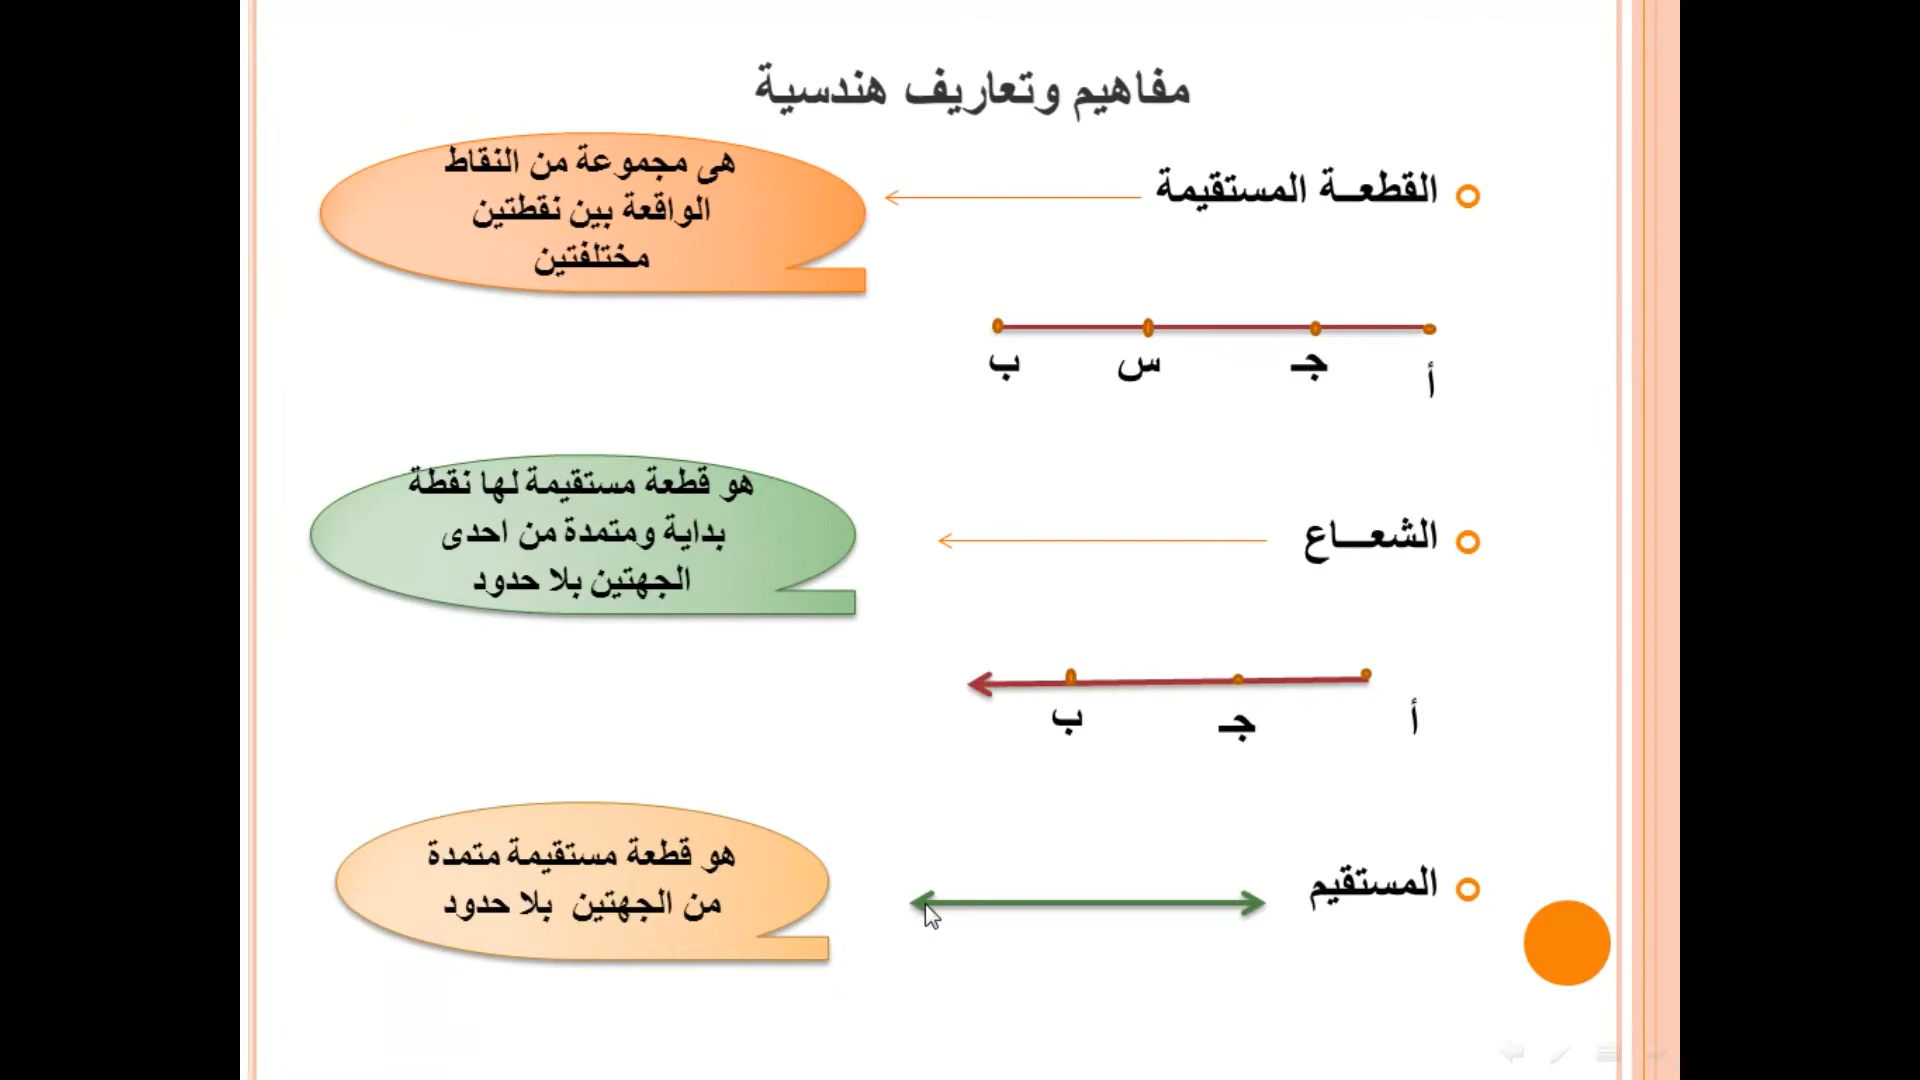 مفاهيم وتعاريف هندسية
القطعــة المستقيمة
هى مجموعة من النقاط
الواقعة بين نقطتين
مختلفتين
أ جـ س ب
الشعـــاع
هو قطعة مستقيمة لها نقطة
بداية ومتمدة من احدى
الجهتين بلا حدود
أ جـ ب
المستقيم
هو قطعة مستقيمة متمدة
من الجهتين بلا حدود